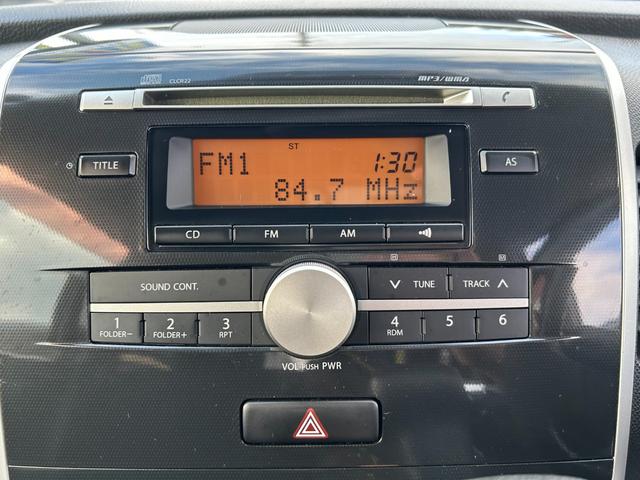 CLCR22 MP3/WMA
ST
TITLE FM1 1:30 AS
84.7 MHz
CD FM AM
H M
SOUND CONT. TUNE TRACK
1 2 3 4 5 6
FOLDER− FOLDER+ RPT RDM
VOL PUSH PWR